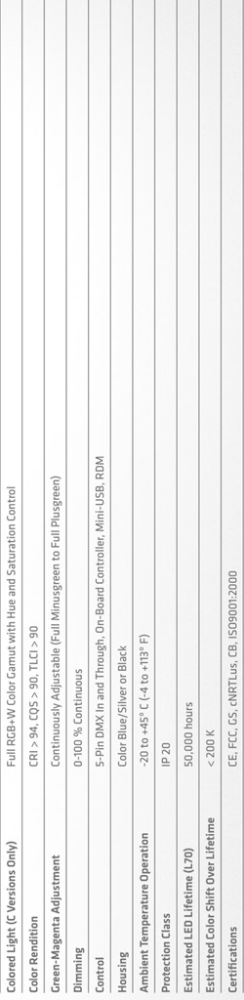 Colored Light (C Versions Only) Full RGB+W Color Gamut with Hue and Saturation Control
Color Rendition CRI > 94, CQS > 90, TLCI > 90
Green-Magenta Adjustment Continuously Adjustable (Full Minusgreen to Full Plusgreen)
Dimming 0-100 % Continuous
Control 5-Pin DMX In and Through, On-Board Controller, Mini-USB, RDM
Housing Color Blue/Silver or Black
Ambient Temperature Operation -20 to +45° C (-4 to +113° F)
Protection Class IP 20
Estimated LED Lifetime (L70) 50,000 hours
Estimated Color Shift Over Lifetime < 200 K
Certifications CE, FCC, GS, cNRTLus, CB, ISO9001:2000